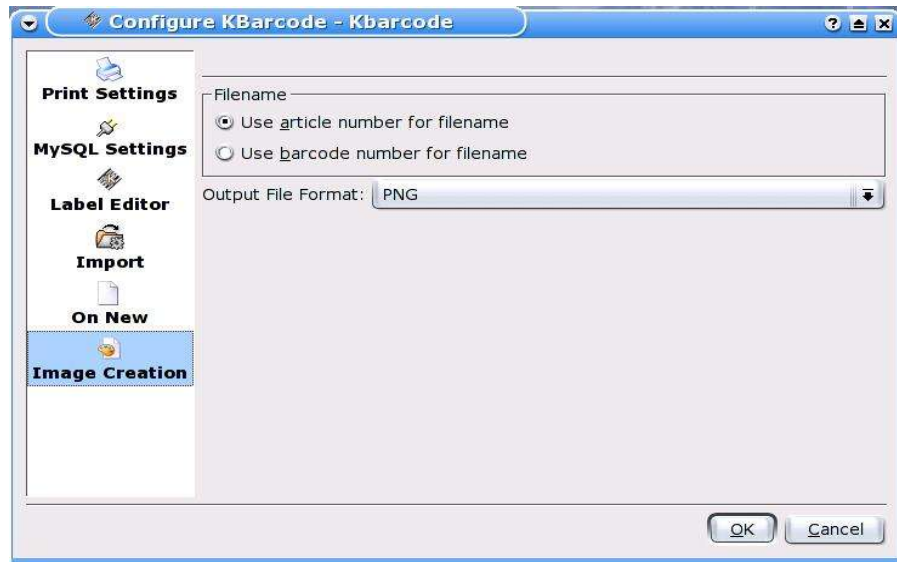 Configure KBarcode - Kbarcode
Print Settings
MySQL Settings
Label Editor
Import
On New
Image Creation
Filename
Use article number for filename
Use barcode number for filename
Output File Format: PNG
OK Cancel